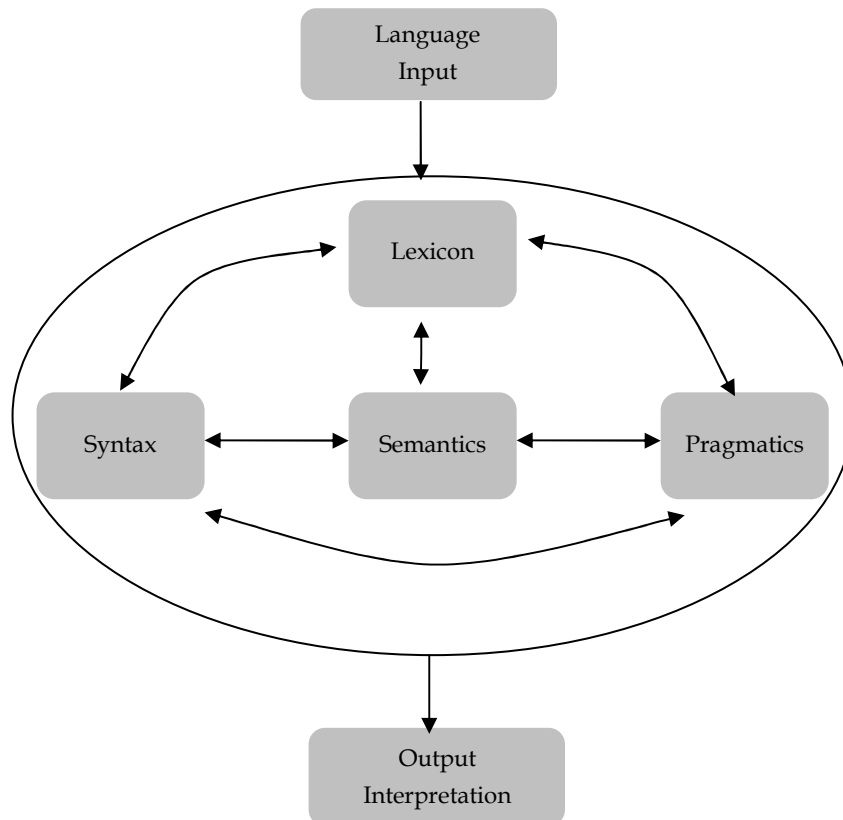 Language
Input
Lexicon
Syntax
Semantics
Pragmatics
Output
Interpretation